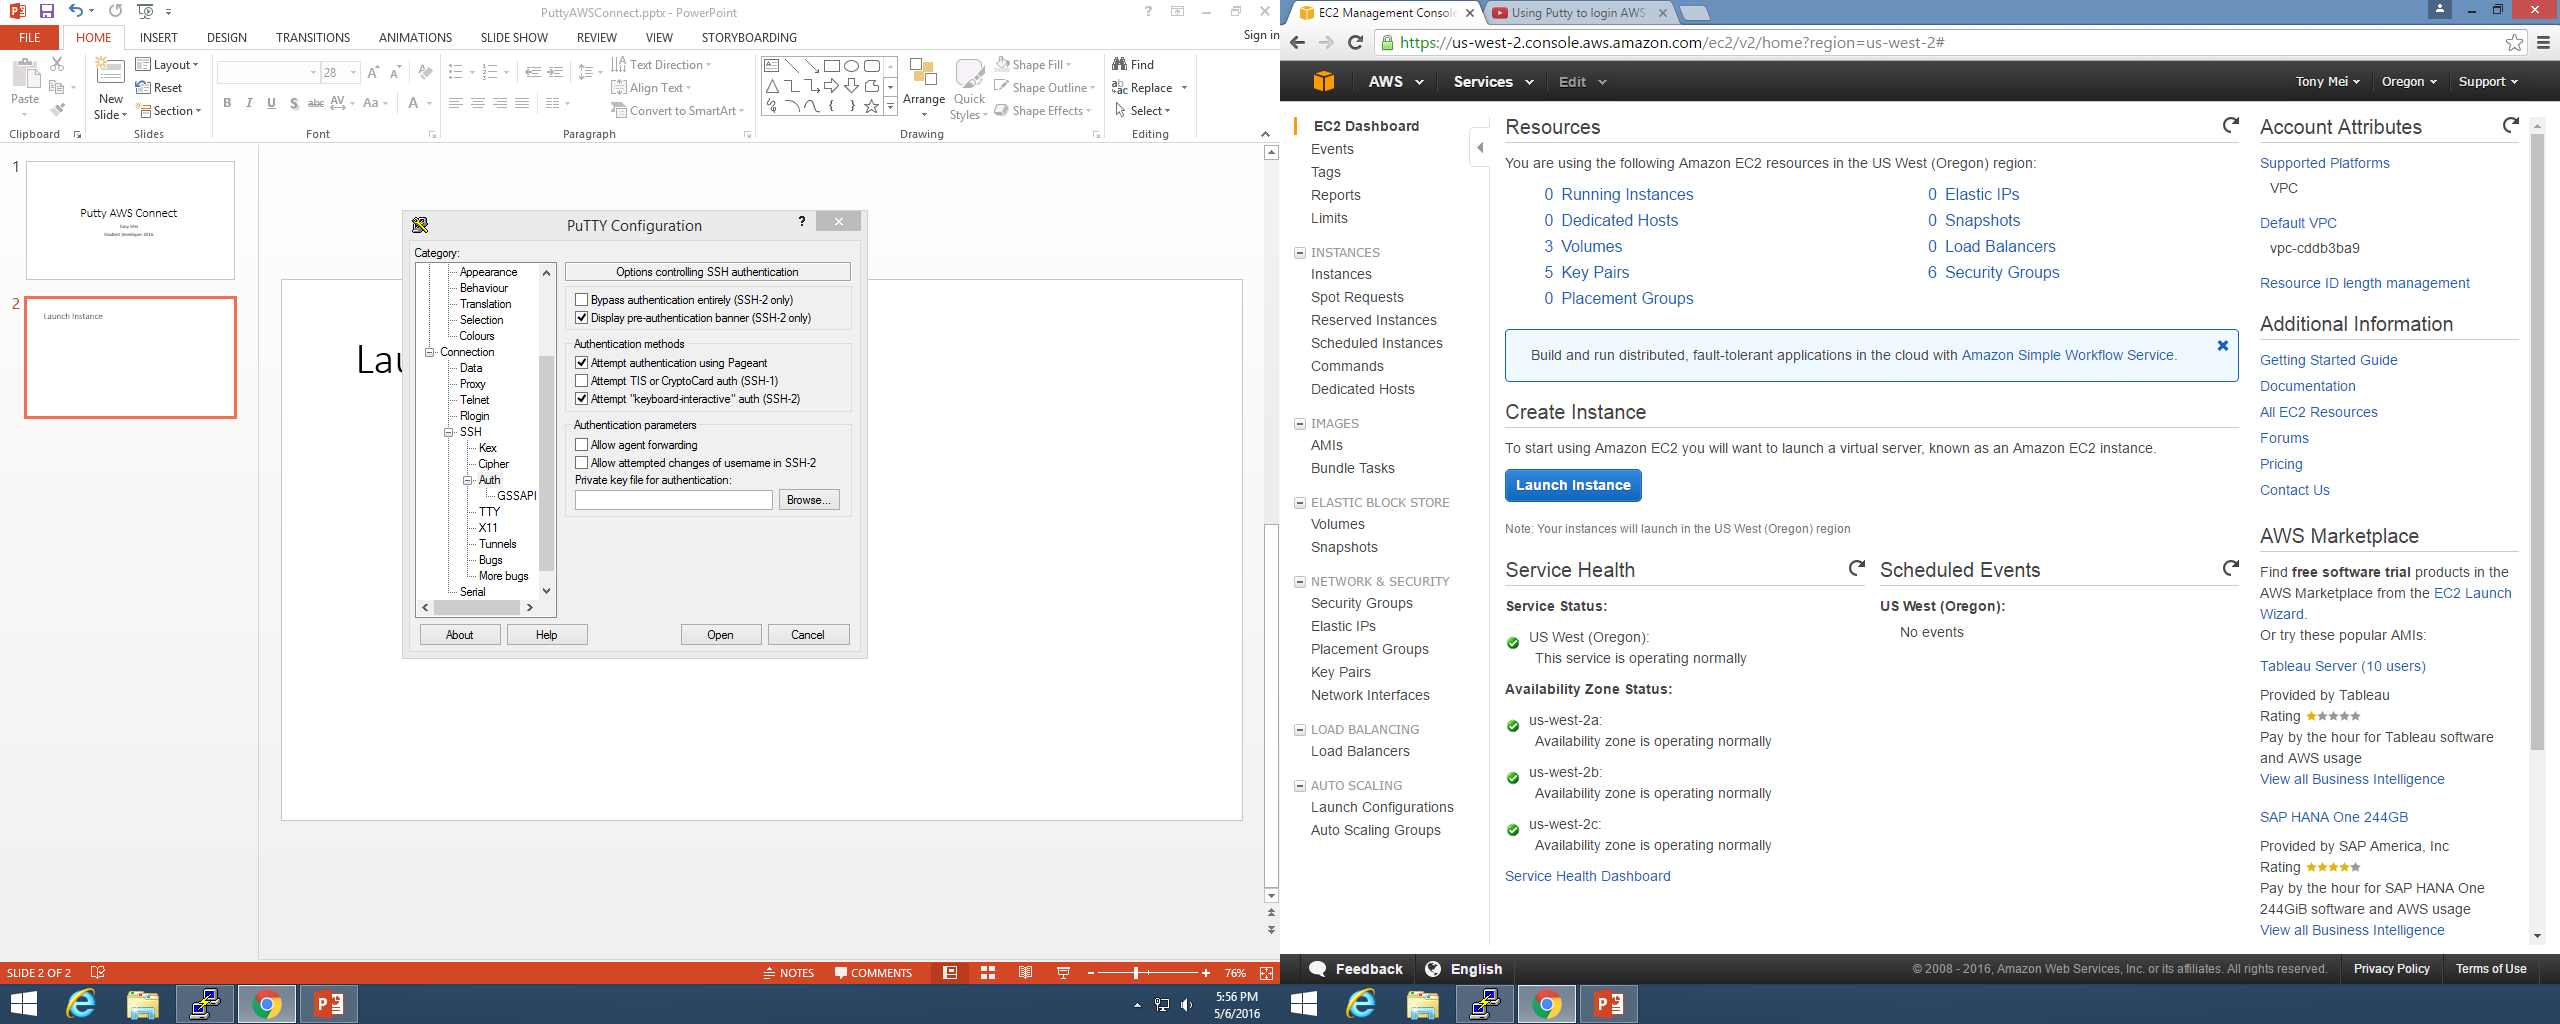 PuttyAWSConnect.pptx - PowerPoint
FILE HOME INSERT DESIGN TRANSITIONS ANIMATIONS SLIDE SHOW REVIEW VIEW STORYBOARDING Sign in
Paste
New Slide
Layout
Reset
Section
28
B I U S abc AV Aa A
Text Direction
Align Text
Convert to SmartArt
Arrange
Quick Styles
Shape Fill
Shape Outline
Shape Effects
Find
Replace
Select
Clipboard Slides Font Paragraph Drawing Editing
1
Putty AWS Connect
Tony Mei
Student Developer 2016
2
Launch Instance
Lau
PuTTY Configuration
Category:
Appearance
Behaviour
Translation
Selection
Colours
Connection
Data
Proxy
Telnet
Rlogin
SSH
Kex
Cipher
Auth
GSSAPI
TTY
X11
Tunnels
Bugs
More bugs
Serial
Options controlling SSH authentication
Bypass authentication entirely (SSH-2 only)
Display pre-authentication banner (SSH-2 only)
Authentication methods
Attempt authentication using Pageant
Attempt TIS or CryptoCard auth (SSH-1)
Attempt "keyboard-interactive" auth (SSH-2)
Authentication parameters
Allow agent forwarding
Allow attempted changes of username in SSH-2
Private key file for authentication:
Browse...
About Help Open Cancel
SLIDE 2 OF 2 NOTES COMMENTS 76%
5:56 PM
5/6/2016
EC2 Management Console
Using Putty to login AWS
https://us-west-2.console.aws.amazon.com/ec2/v2/home?region=us-west-2#
AWS Services Edit Tony Mei Oregon Support
EC2 Dashboard
Events
Tags
Reports
Limits
INSTANCES
Instances
Spot Requests
Reserved Instances
Scheduled Instances
Commands
Dedicated Hosts
IMAGES
AMIs
Bundle Tasks
ELASTIC BLOCK STORE
Volumes
Snapshots
NETWORK & SECURITY
Security Groups
Elastic IPs
Placement Groups
Key Pairs
Network Interfaces
LOAD BALANCING
Load Balancers
AUTO SCALING
Launch Configurations
Auto Scaling Groups
Resources
You are using the following Amazon EC2 resources in the US West (Oregon) region:
0 Running Instances 0 Elastic IPs
0 Dedicated Hosts 0 Snapshots
3 Volumes 0 Load Balancers
5 Key Pairs 6 Security Groups
0 Placement Groups
Build and run distributed, fault-tolerant applications in the cloud with Amazon Simple Workflow Service.
Create Instance
To start using Amazon EC2 you will want to launch a virtual server, known as an Amazon EC2 instance.
Launch Instance
Note: Your instances will launch in the US West (Oregon) region
Service Health
Service Status:
US West (Oregon):
This service is operating normally
Availability Zone Status:
us-west-2a:
Availability zone is operating normally
us-west-2b:
Availability zone is operating normally
us-west-2c:
Availability zone is operating normally
Service Health Dashboard
Scheduled Events
US West (Oregon):
No events
Account Attributes
Supported Platforms
VPC
Default VPC
vpc-cddb3ba9
Resource ID length management
Additional Information
Getting Started Guide
Documentation
All EC2 Resources
Forums
Pricing
Contact Us
AWS Marketplace
Find free software trial products in the
AWS Marketplace from the EC2 Launch
Wizard.
Or try these popular AMIs:
Tableau Server (10 users)
Provided by Tableau
Rating
Pay by the hour for Tableau software
and AWS usage
View all Business Intelligence
SAP HANA One 244GB
Provided by SAP America, Inc
Rating
Pay by the hour for SAP HANA One
244GiB software and AWS usage
View all Business Intelligence
Feedback English © 2008 - 2016, Amazon Web Services, Inc. or its affiliates. All rights reserved. Privacy Policy Terms of Use